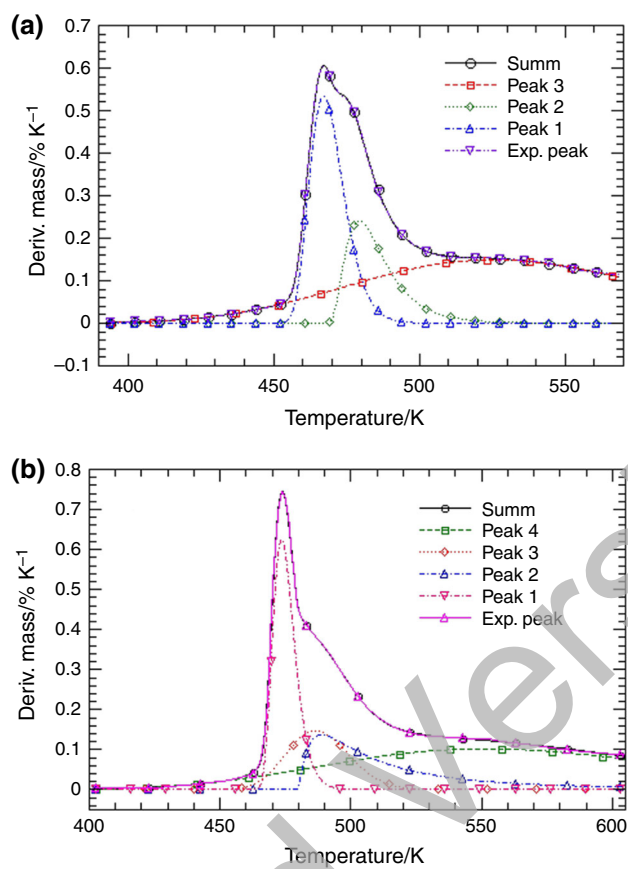 (a)
0.7
0.6
0.5
0.4
0.3
0.2
0.1
0
–0.1
Deriv. mass/% K⁻¹
Summ
Peak 3
Peak 2
Peak 1
Exp. peak
400 450 500 550
Temperature/K
(b)
0.8
0.7
0.6
0.5
0.4
0.3
0.2
0.1
0
Deriv. mass/% K⁻¹
Summ
Peak 4
Peak 3
Peak 2
Peak 1
Exp. peak
400 450 500 550 600
Temperature/K
d Vers